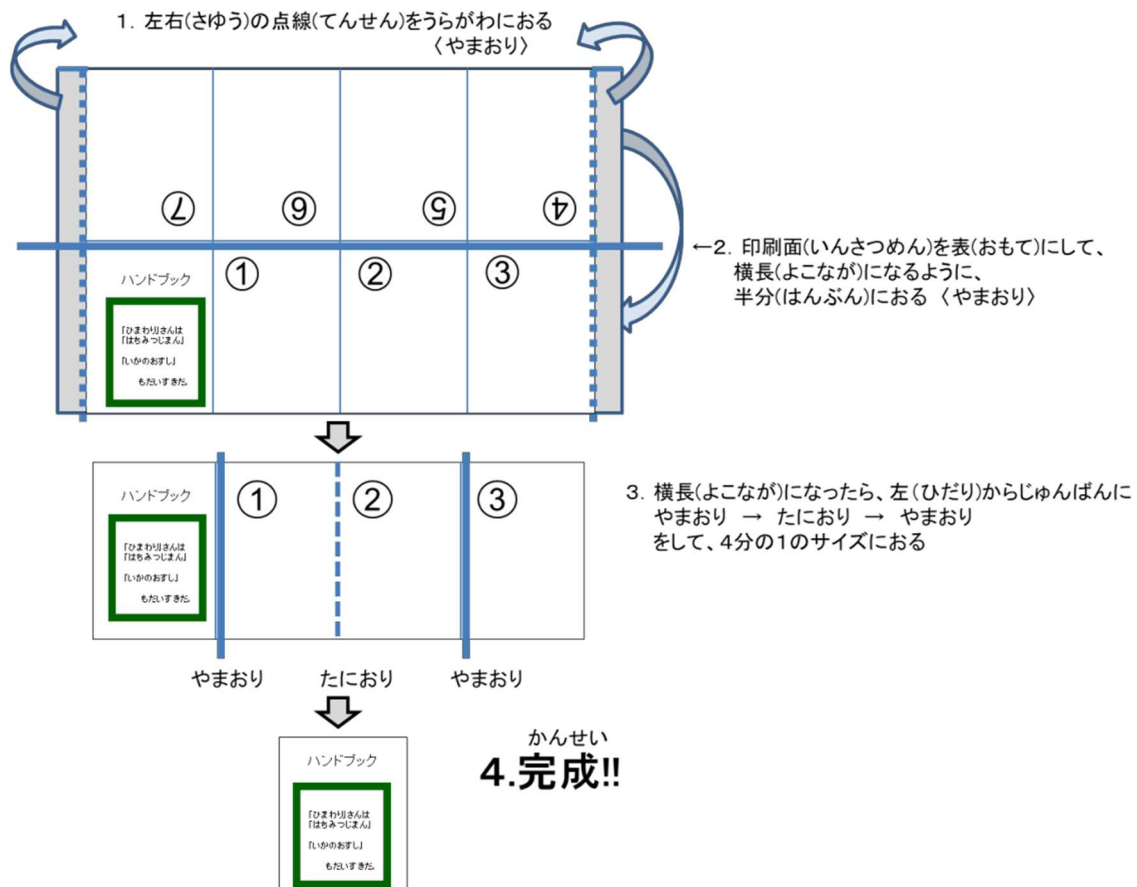 1. 左右(さゆう)の点線(てんせん)をうらがわにおる
〈やまおり〉
⑦ ⑥ ⑤ ④
←2. 印刷面(いんさつめん)を表(おもて)にして、
横長(よこなが)になるように、
半分(はんぶん)におる 〈やまおり〉
ハンドブック ① ② ③
「ひまわり」さんは
「はちみつじまん」
「いかのおすし」
もだいすきだ。
ハンドブック ① ② ③
「ひまわり」さんは
「はちみつじまん」
「いかのおすし」
もだいすきだ。
3. 横長(よこなが)になったら、左(ひだり)からじゅんばんに
やまおり → たにおり → やまおり
をして、4分の1のサイズにおる
やまおり たにおり やまおり
かんせい
4.完成!!
ハンドブック
「ひまわり」さんは
「はちみつじまん」
「いかのおすし」
もだいすきだ。